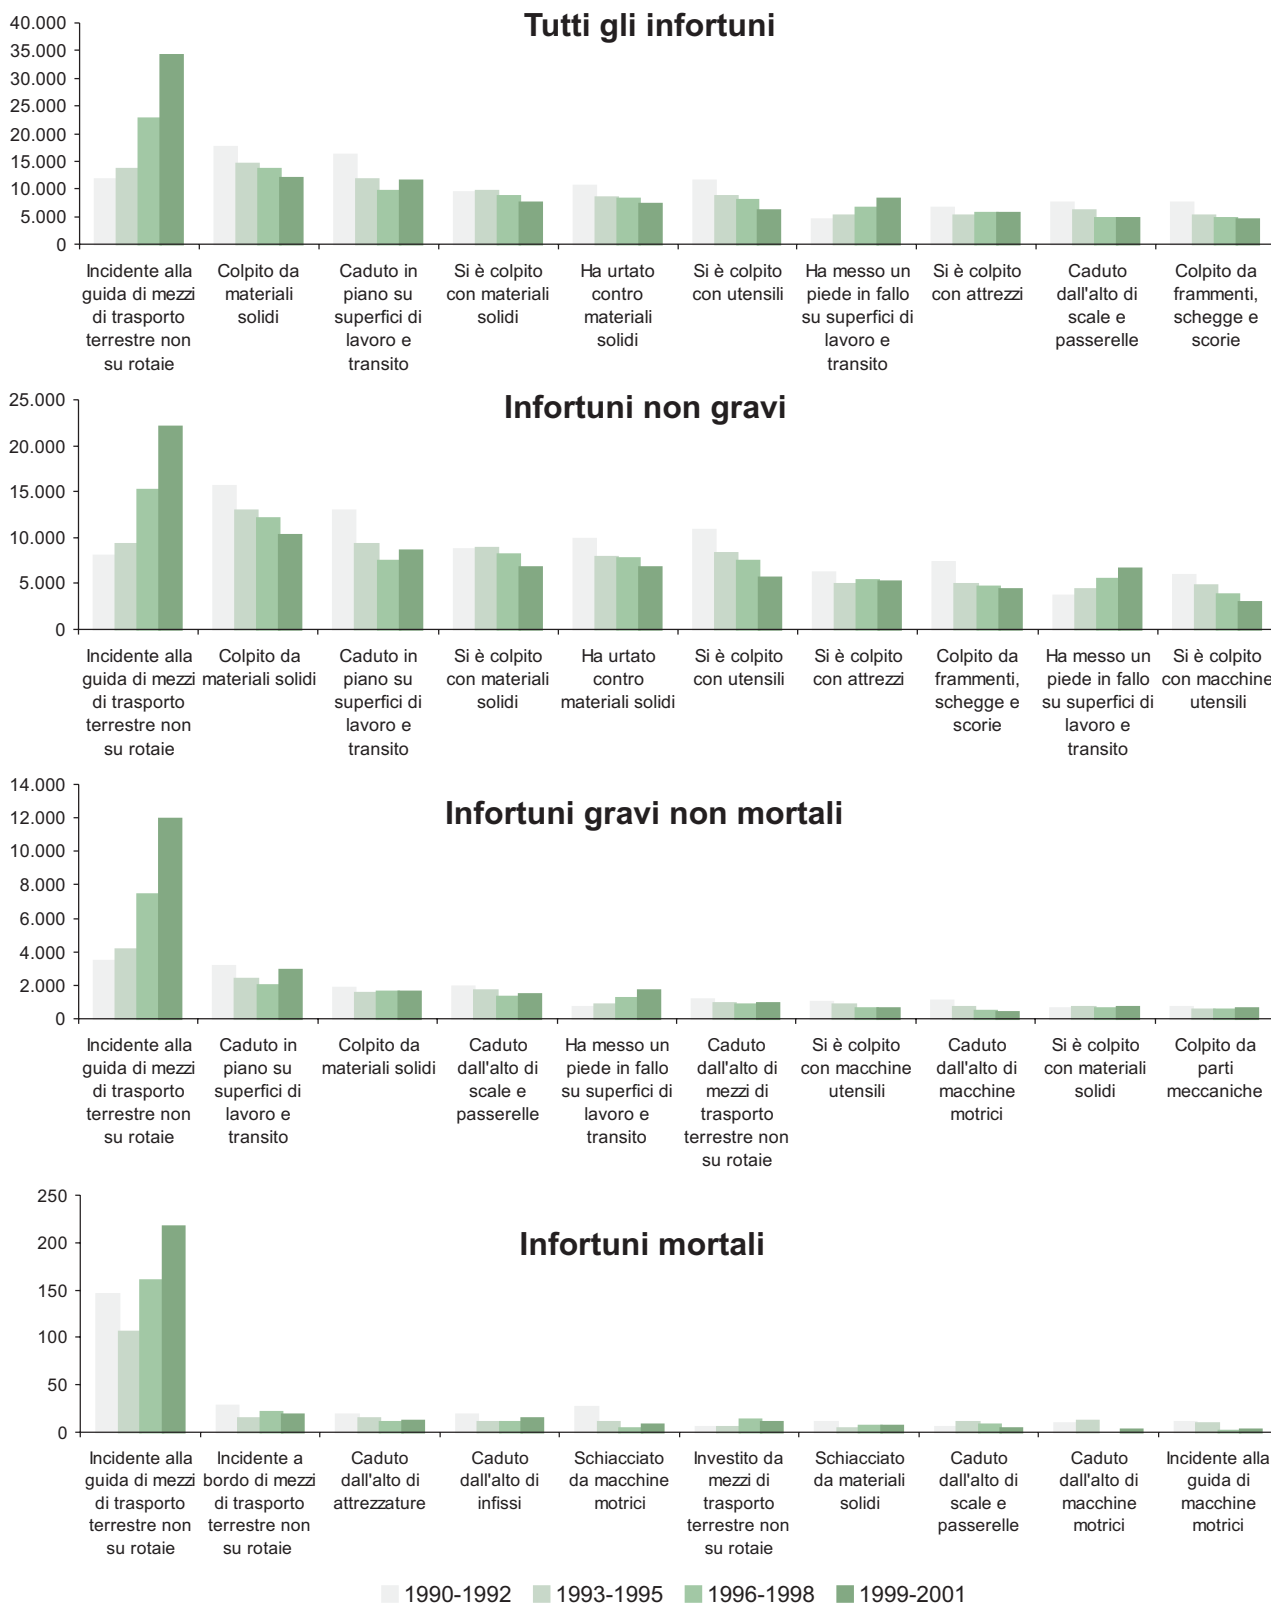 Tutti gli infortuni
40.000
35.000
30.000
25.000
20.000
15.000
10.000
5.000
0
Incidente alla
guida di mezzi
di trasporto
terrestre non
su rotaie
Colpito da
materiali
solidi
Caduto in
piano su
superfici di
lavoro e
transito
Si è colpito
con materiali
solidi
Ha urtato
contro
materiali
solidi
Si è colpito
con utensili
Ha messo un
piede in fallo
su superfici di
lavoro e
transito
Si è colpito
con attrezzi
Caduto
dall'alto di
scale e
passerelle
Colpito da
frammenti,
schegge e
scorie
Infortuni non gravi
25.000
20.000
15.000
10.000
5.000
0
Incidente alla
guida di mezzi
di trasporto
terrestre non
su rotaie
Colpito da
materiali solidi
Caduto in
piano su
superfici di
lavoro e
transito
Si è colpito
con materiali
solidi
Ha urtato
contro
materiali solidi
Si è colpito
con utensili
Si è colpito
con attrezzi
Colpito da
frammenti,
schegge e
scorie
Ha messo un
piede in fallo
su superfici di
lavoro e
transito
Si è colpito
con macchine
utensili
Infortuni gravi non mortali
14.000
12.000
10.000
8.000
6.000
4.000
2.000
0
Incidente alla
guida di mezzi
di trasporto
terrestre non
su rotaie
Caduto in
piano su
superfici di
lavoro e
transito
Colpito da
materiali solidi
Caduto
dall'alto di
scale e
passerelle
Ha messo un
piede in fallo
su superfici di
lavoro e
transito
Caduto
dall'alto di
mezzi di
trasporto
terrestre non
su rotaie
Si è colpito
con macchine
utensili
Caduto
dall'alto di
macchine
motrici
Si è colpito
con materiali
solidi
Colpito da
parti
meccaniche
Infortuni mortali
250
200
150
100
50
0
Incidente alla
guida di mezzi
di trasporto
terrestre non
su rotaie
Incidente a
bordo di mezzi
di trasporto
terrestre non
su rotaie
Caduto
dall'alto di
attrezzature
Caduto
dall'alto di
infissi
Schiacciato
da macchine
motrici
Investito da
mezzi di
trasporto
terrestre non
su rotaie
Schiacciato
da materiali
solidi
Caduto
dall'alto di
scale e
passerelle
Caduto
dall'alto di
macchine
motrici
Incidente alla
guida di
macchine
motrici
1990-1992 1993-1995 1996-1998 1999-2001